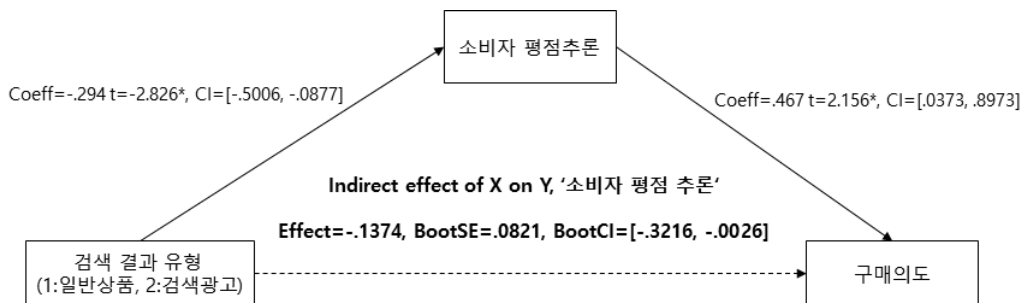 소비자 평점추론
Coeff=-.294 t=-2.826*, CI=[-.5006, -.0877]
Coeff=.467 t=2.156*, CI=[.0373, .8973]
Indirect effect of X on Y, ‘소비자 평점 추론‘
Effect=-.1374, BootSE=.0821, BootCI=[-.3216, -.0026]
검색 결과 유형
(1:일반상품, 2:검색광고)
구매의도